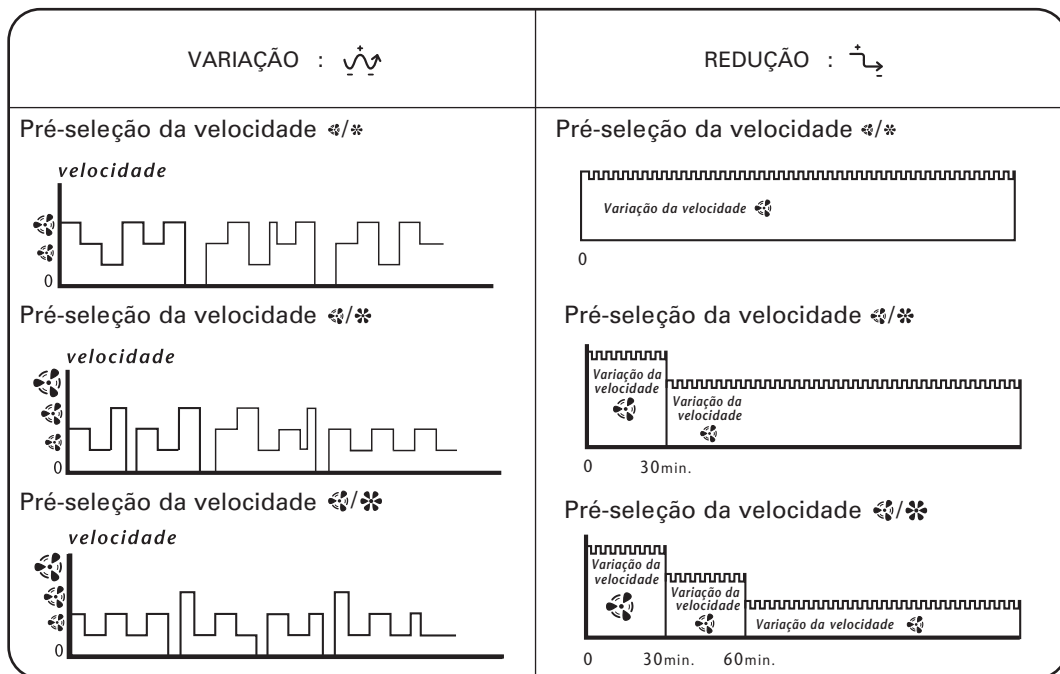 VARIAÇÃO :
Pré-seleção da velocidade /
velocidade
0
Pré-seleção da velocidade /
velocidade
0
Pré-seleção da velocidade /
velocidade
0
REDUÇÃO :
Pré-seleção da velocidade /
Variação da velocidade
0
Pré-seleção da velocidade /
Variação da
velocidade
Variação da
velocidade
0 30min.
Pré-seleção da velocidade /
Variação da
velocidade
Variação da
velocidade
Variação da velocidade
0 30min. 60min.